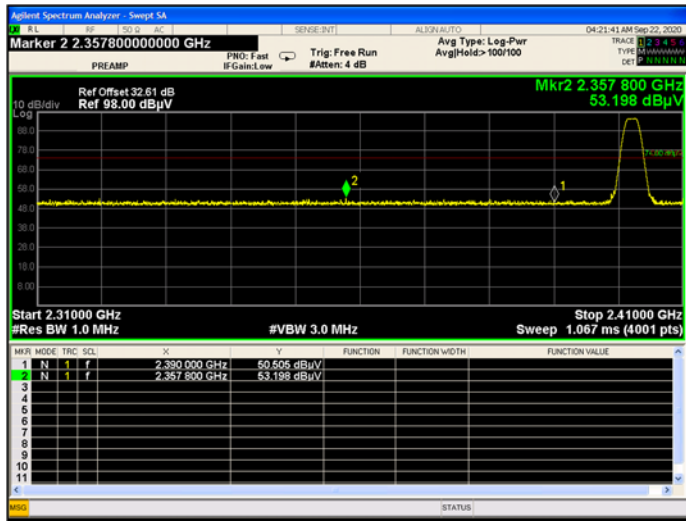 Agilent Spectrum Analyzer - Swept SA
RL RF 50 Ω AC SENSE:INT ALIGNAUTO 04:21:41 AM Sep 22, 2020
Marker 2 2.357800000000 GHz
PREAMP
PNO: Fast
IFGain:Low
Trig: Free Run
#Atten: 4 dB
Avg Type: Log-Pwr
Avg|Hold:>100/100
TRACE 1 2 3 4 5 6
TYPE M WWWWW
DET P N N N N N
Mkr2 2.357 800 GHz
53.198 dBµV
Ref Offset 32.61 dB
10 dB/div Ref 98.00 dBµV
Log
88.0
78.0
68.0
58.0
48.0
38.0
28.0
18.0
8.00
2
1
Start 2.31000 GHz Stop 2.41000 GHz
#Res BW 1.0 MHz #VBW 3.0 MHz Sweep 1.067 ms (4001 pts)
MKR MODE TRC SCL X Y FUNCTION FUNCTION WIDTH FUNCTION VALUE
1 N 1 f 2.390 000 GHz 50.505 dBµV
2 N 1 f 2.357 800 GHz 53.198 dBµV
3
4
5
6
7
8
9
10
11
MSG STATUS